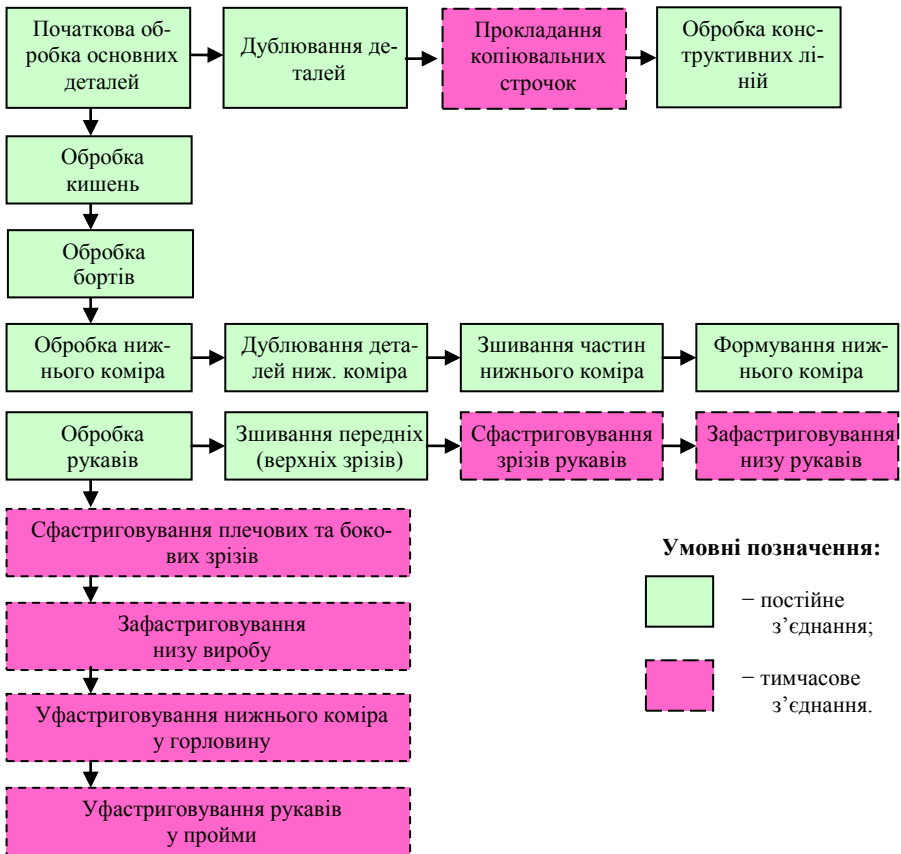 Початкова об-
робка основних
деталей
Дублювання де-
талей
Прокладання
копіювальних
строчок
Обробка конс-
труктивних лі-
ній
Обробка
кишень
Обробка
бортів
Обробка ниж-
нього коміра
Дублювання дета-
лей ниж. коміра
Зшивання частин
нижнього коміра
Формування ниж-
нього коміра
Обробка
рукавів
Зшивання передніх
(верхніх зрізів)
Сфастриговування
зрізів рукавів
Зафастриговування
низу рукавів
Сфастриговування плечових та боко-
вих зрізів
Зафастриговування
низу виробу
Уфастриговування нижнього коміра
у горловину
Уфастриговування рукавів
у пройми
Умовні позначення:
− постійне
з’єднання;
− тимчасове
з’єднання.